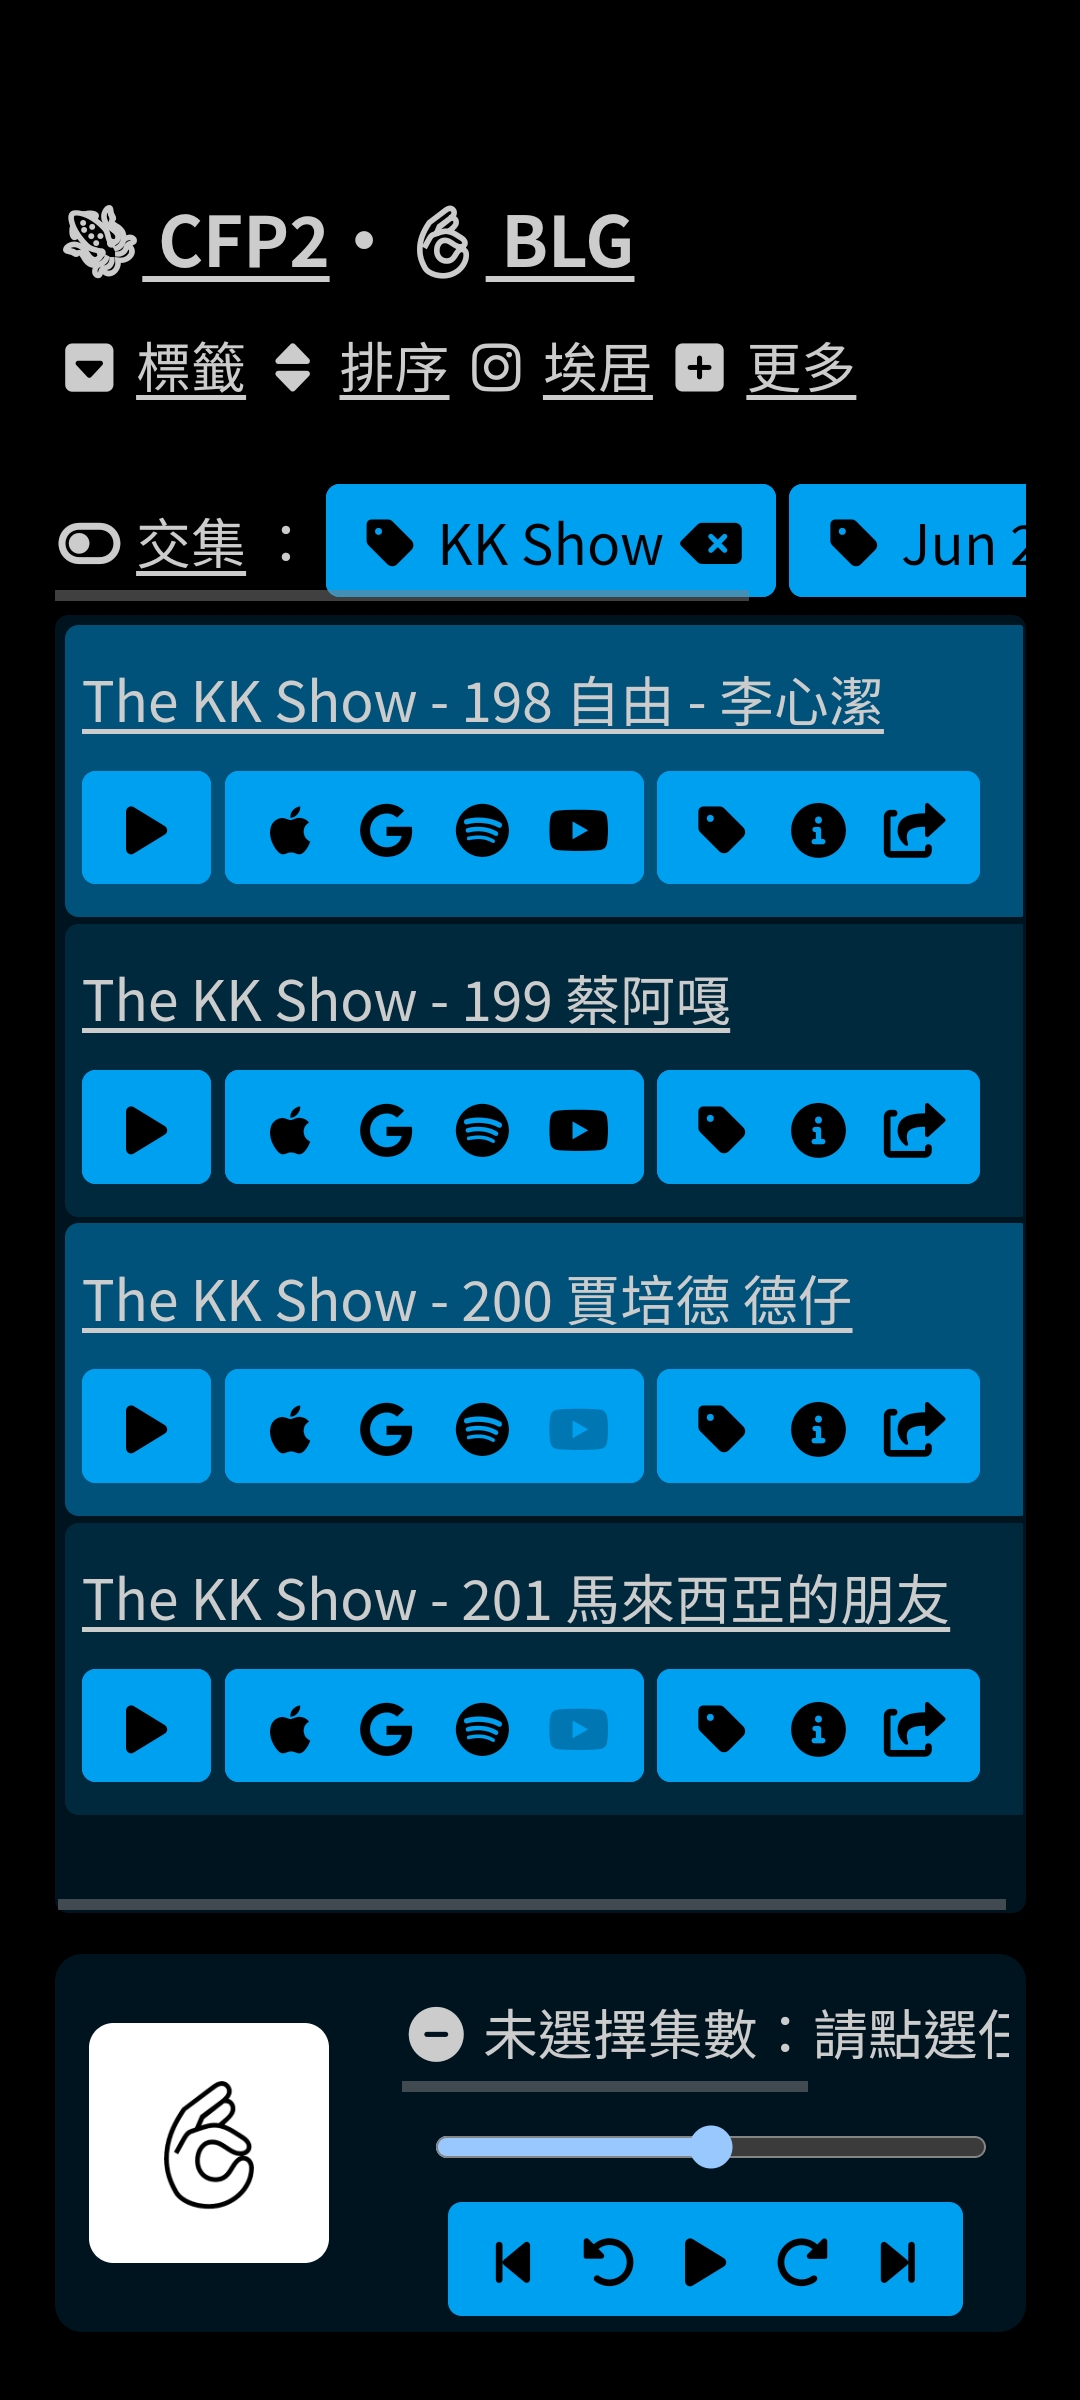 CFP2 • BLG
標籤 排序 埃居 更多
交集 : KK Show Jun 2
The KK Show - 198 自由 - 李心潔
The KK Show - 199 蔡阿嘎
The KK Show - 200 賈培德 德仔
The KK Show - 201 馬來西亞的朋友
未選擇集數：請點選任